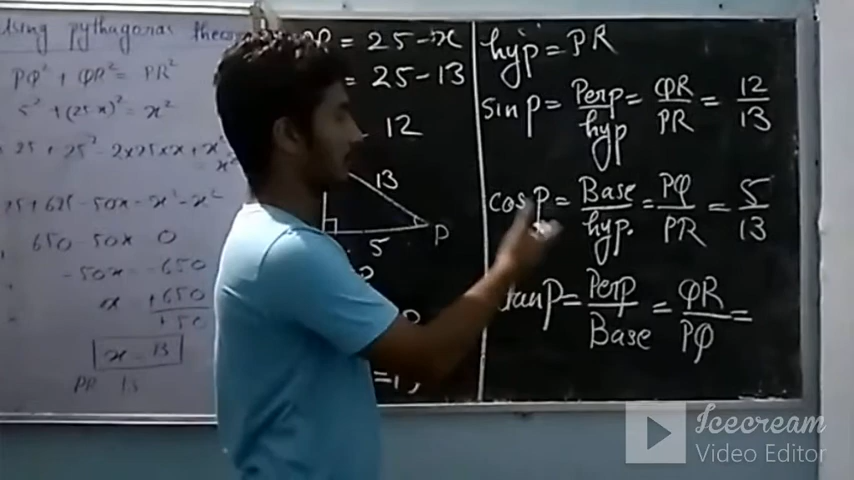 Using pythagoras theorem
PQ² + QR² = PR²
5² + (25-x)² = x²
25 + 25² - 2x25xx + x²
= x²
25 + 625 - 50x = x² - x²
650 - 50x 0
-50x = -650
x +650
+50
x = 13
PR 13
= 25 - x
= 25 - 13
12
13
5
P
hyp = PR
sin P = Perp/hyp = QR/PR = 12/13
cos P = Base/hyp. = PQ/PR = 5/13
tan P = Perp/Base = QR/PQ =
Icecream
Video Editor